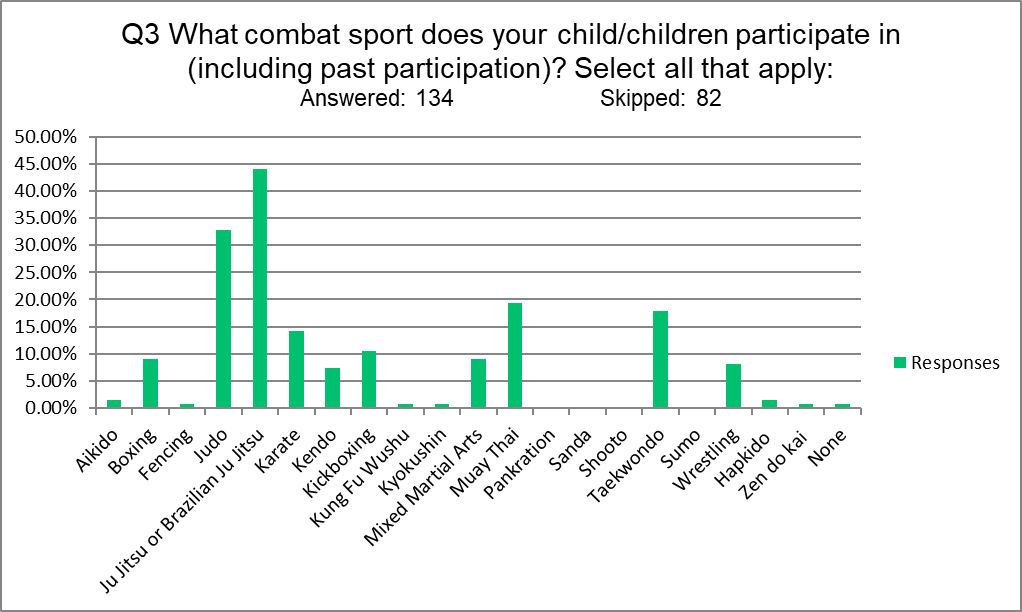 Q3 What combat sport does your child/children participate in
(including past participation)? Select all that apply:
Answered: 134 Skipped: 82
50.00%
45.00%
40.00%
35.00%
30.00%
25.00%
20.00%
15.00%
10.00%
5.00%
0.00%
Aikido
Boxing
Fencing
Judo
Ju Jitsu or Brazilian Ju Jitsu
Karate
Kendo
Kickboxing
Kung Fu Wushu
Kyokushin
Mixed Martial Arts
Muay Thai
Pankration
Sanda
Shooto
Taekwondo
Sumo
Wrestling
Hapkido
Zen do kai
None
Responses